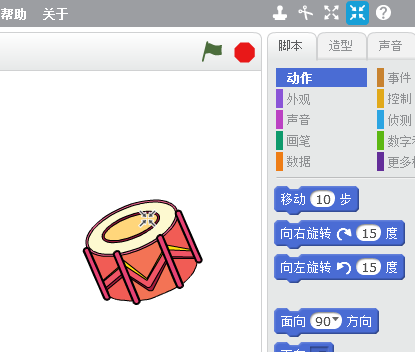 帮助 关于
脚本 造型 声音
动作 事件
外观 控制
声音 侦测
画笔 数字
数据 更多
移动 10 步
向右旋转 15 度
向左旋转 15 度
面向 90 方向